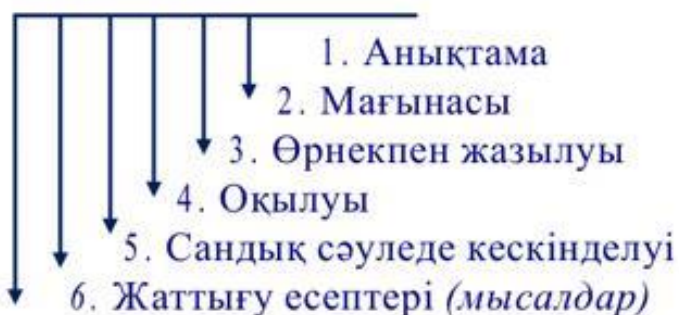 1. Анықтама
2. Мағынасы
3. Өрнекпен жазылуы
4. Оқылуы
5. Сандық сәуледе кескінделуі
6. Жаттығу есептері (мысалдар)